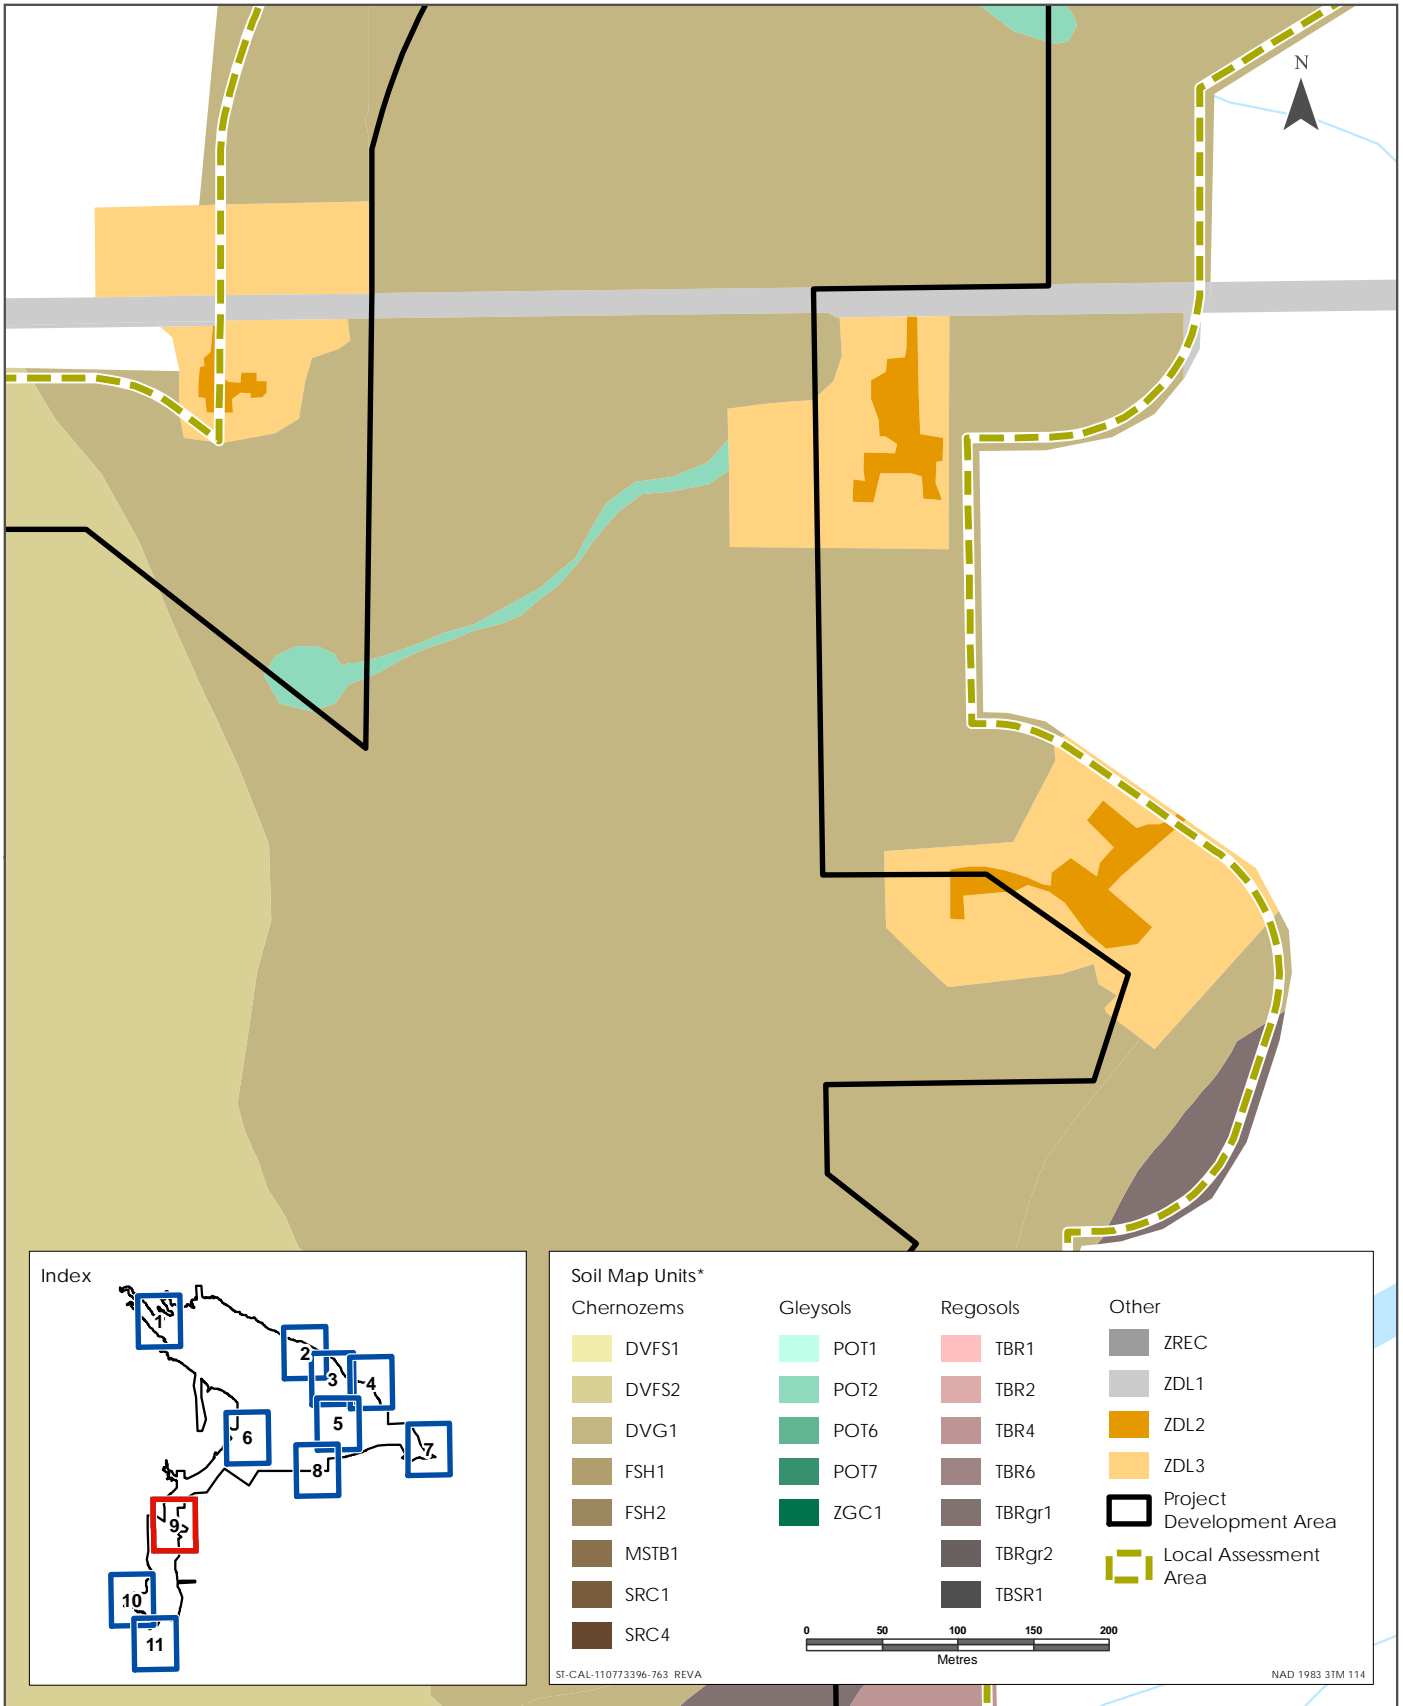 N
Index
1
2
3
4
5
6
7
8
9
10
11
Soil Map Units*
Chernozems
DVFS1
DVFS2
DVG1
FSH1
FSH2
MSTB1
SRC1
SRC4
Gleysols
POT1
POT2
POT6
POT7
ZGC1
Regosols
TBR1
TBR2
TBR4
TBR6
TBRgr1
TBRgr2
TBSR1
Other
ZREC
ZDL1
ZDL2
ZDL3
Project
Development Area
Local Assessment
Area
0 50 100 150 200
Metres
ST-CAL-110773396-763 REVA
NAD 1983 3TM 114